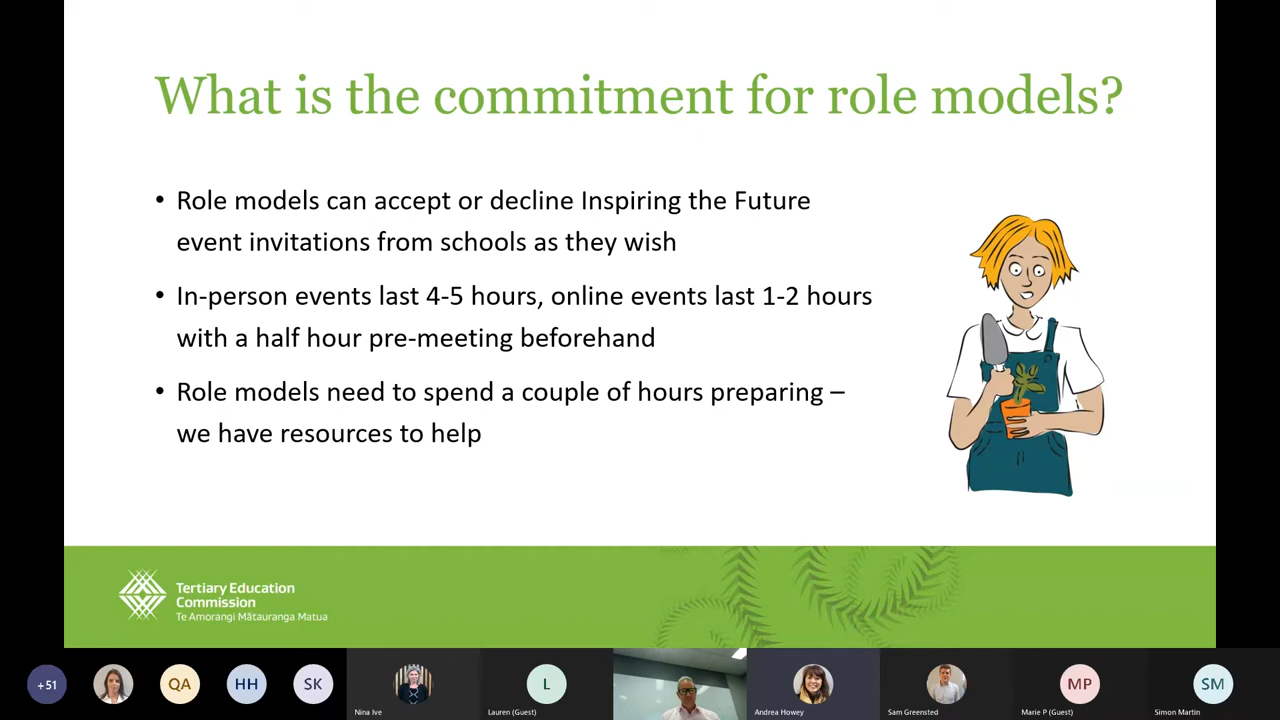 What is the commitment for role models?
• Role models can accept or decline Inspiring the Future
event invitations from schools as they wish
• In-person events last 4-5 hours, online events last 1-2 hours
with a half hour pre-meeting beforehand
• Role models need to spend a couple of hours preparing –
we have resources to help
Tertiary Education
Commission
Te Amorangi Mātauranga Matua
+51
QA
HH
SK
Nina Ive
L
Lauren (Guest)
Andrea Howey
Sam Greensted
MP
Marie P (Guest)
SM
Simon Martin